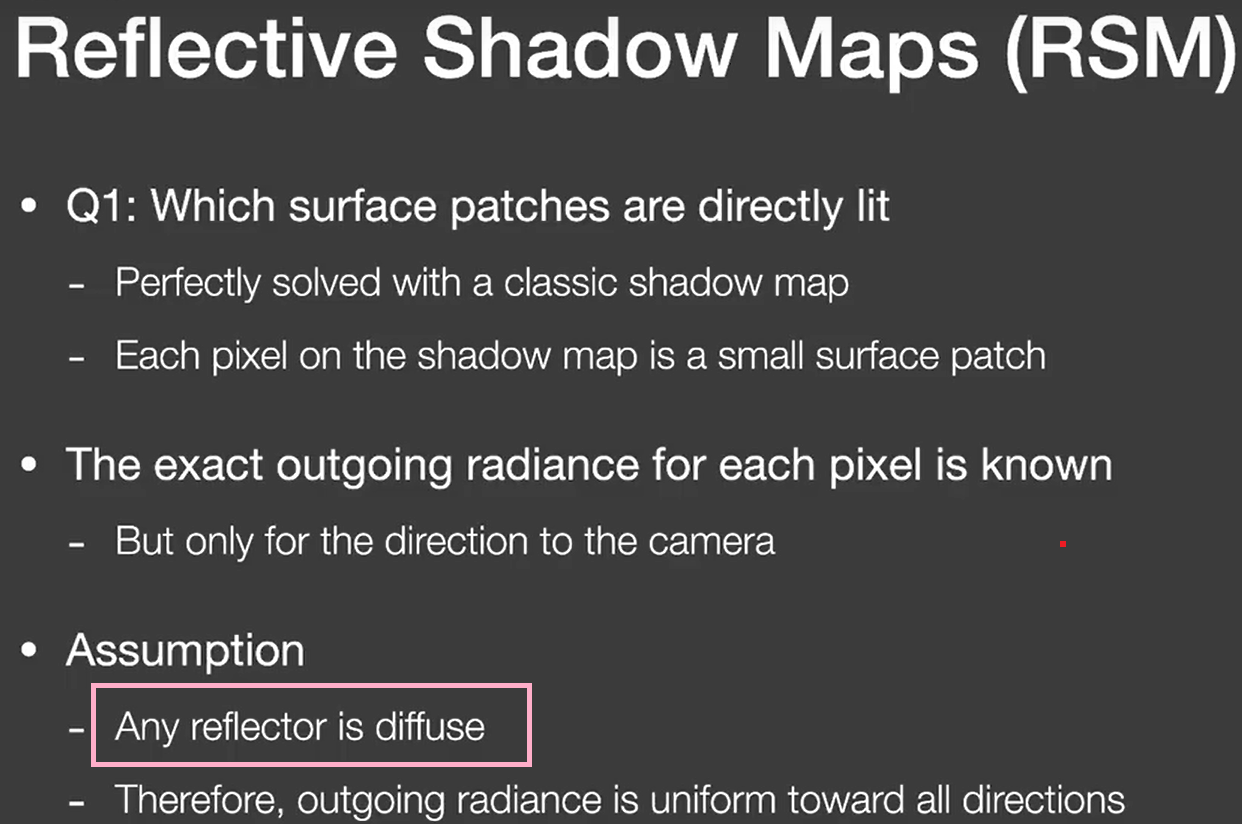 Reflective Shadow Maps (RSM)
• Q1: Which surface patches are directly lit
- Perfectly solved with a classic shadow map
- Each pixel on the shadow map is a small surface patch
• The exact outgoing radiance for each pixel is known
- But only for the direction to the camera
• Assumption
- Any reflector is diffuse
- Therefore, outgoing radiance is uniform toward all directions